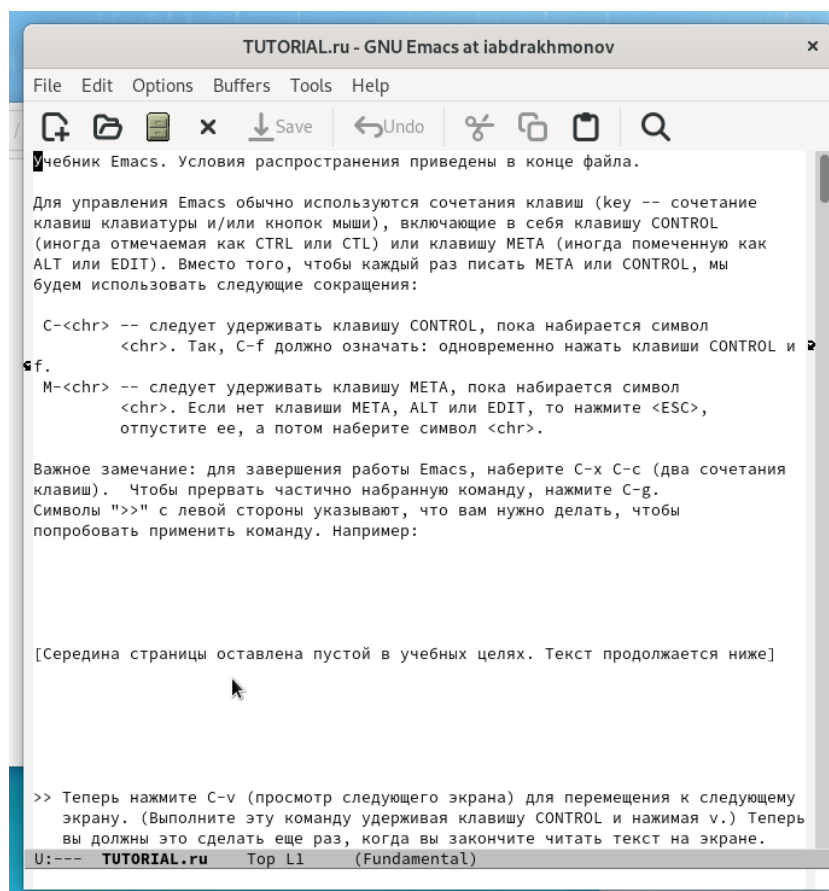 TUTORIAL.ru - GNU Emacs at iabdrakhmonov
File Edit Options Buffers Tools Help
Save Undo
Учебник Emacs. Условия распространения приведены в конце файла.
Для управления Emacs обычно используются сочетания клавиш (key -- сочетание
клавиш клавиатуры и/или кнопок мыши), включающие в себя клавишу CONTROL
(иногда отмечаемая как CTRL или CTL) или клавишу META (иногда помеченную как
ALT или EDIT). Вместо того, чтобы каждый раз писать META или CONTROL, мы
будем использовать следующие сокращения:
C-<chr> -- следует удерживать клавишу CONTROL, пока набирается символ
<chr>. Так, C-f должно означать: одновременно нажать клавиши CONTROL и
f.
M-<chr> -- следует удерживать клавишу META, пока набирается символ
<chr>. Если нет клавиши META, ALT или EDIT, то нажмите <ESC>,
отпустите ее, а потом наберите символ <chr>.
Важное замечание: для завершения работы Emacs, наберите C-x C-c (два сочетания
клавиш).  Чтобы прервать частично набранную команду, нажмите C-g.
Символы ">>" с левой стороны указывают, что вам нужно делать, чтобы
попробовать применить команду. Например:
[Середина страницы оставлена пустой в учебных целях. Текст продолжается ниже]
>> Теперь нажмите C-v (просмотр следующего экрана) для перемещения к следующему
экрану. (Выполните эту команду удерживая клавишу CONTROL и нажимая v.) Теперь
вы должны это сделать еще раз, когда вы закончите читать текст на экране.
U:--- TUTORIAL.ru Top L1 (Fundamental)